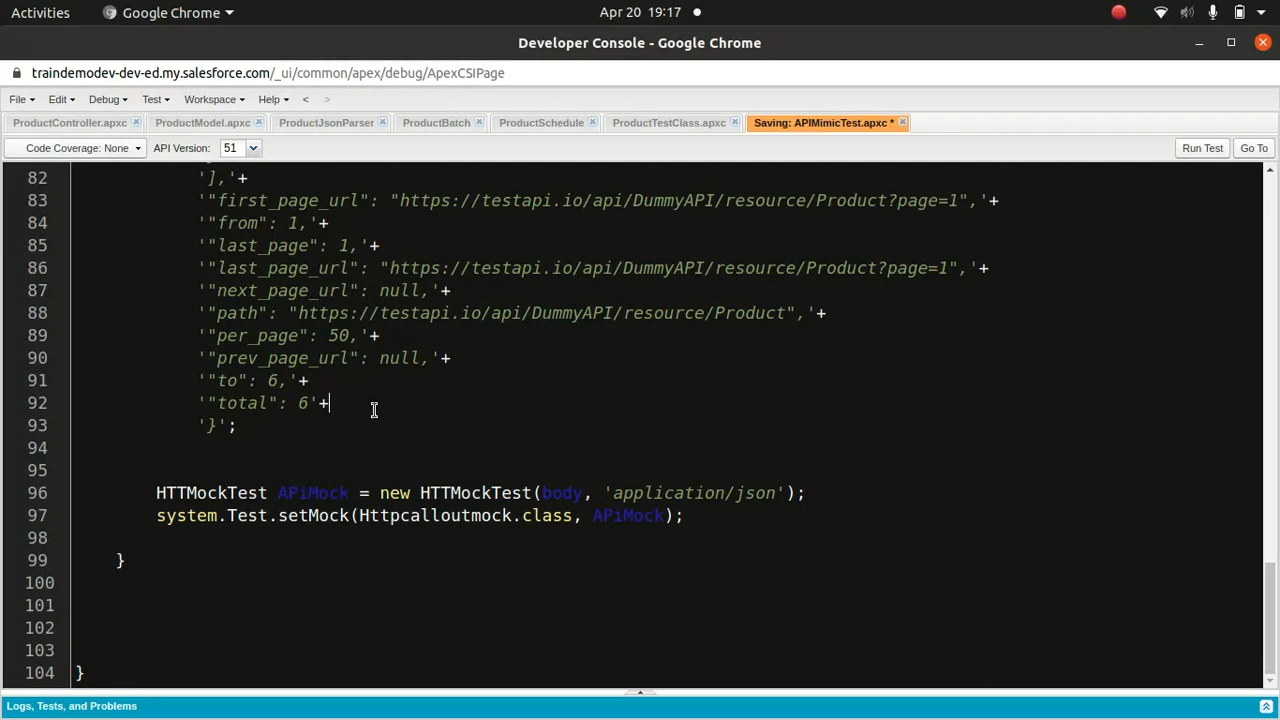 Activities Google Chrome Apr 20 19:17
Developer Console - Google Chrome
traindemodev-dev-ed.my.salesforce.com/_ui/common/apex/debug/ApexCSIPage
File Edit Debug Test Workspace Help < >
ProductController.apxc ProductModel.apxc ProductJsonParser ProductBatch ProductSchedule ProductTestClass.apxc Saving: APIMimicTest.apxc *
Code Coverage: None API Version: 51 Run Test Go To
82 '],'+
83 '"first_page_url": "https://testapi.io/api/DummyAPI/resource/Product?page=1",'+
84 '"from": 1,'+
85 '"last_page": 1,'+
86 '"last_page_url": "https://testapi.io/api/DummyAPI/resource/Product?page=1",'+
87 '"next_page_url": null,'+
88 '"path": "https://testapi.io/api/DummyAPI/resource/Product",'+
89 '"per_page": 50,'+
90 '"prev_page_url": null,'+
91 '"to": 6,'+
92 '"total": 6'+
93 '}';
94
95
96 HTTMockTest APiMock = new HTTMockTest(body, 'application/json');
97 system.Test.setMock(Httpcalloutmock.class, APiMock);
98
99 }
100
101
102
103
104 }
Logs, Tests, and Problems